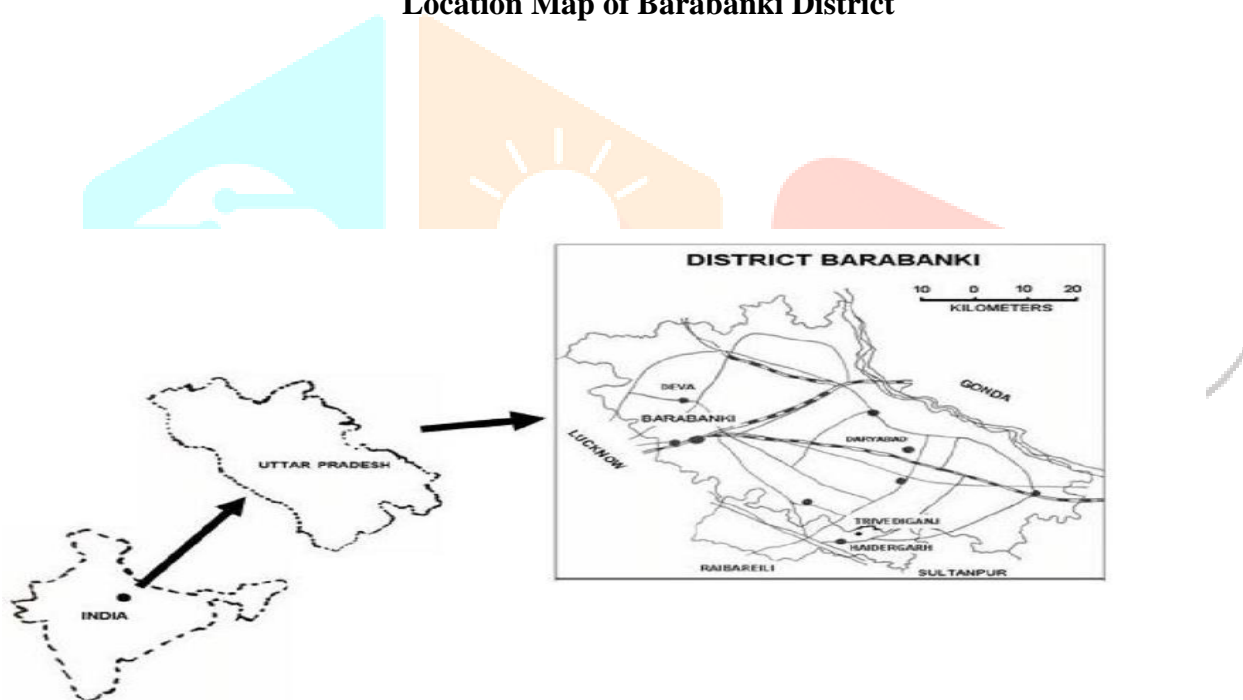 Location Map of Barabanki District
DISTRICT BARABANKI
10 0 10 20
KILOMETERS
GONDA
DEVA
BARABANKI
LUCKNOW
DARYABAD
UTTAR PRADESH
TRIVEDIGANJ
HAIDERGARH
RAIBAREILI
SULTANPUR
INDIA